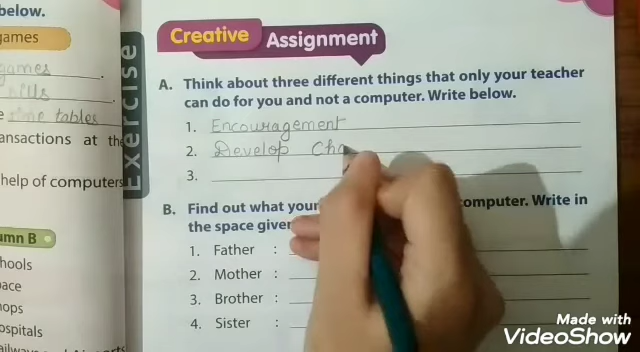 below.
games
games
skills
time tables
ansactions at the
help of computers
umn B
hools
pace
hops
ospitals
Exercise
Creative Assignment
A. Think about three different things that only your teacher
can do for you and not a computer. Write below.
1. Encouragement
2. Develop Cha
3.
B. Find out what your computer. Write in
the space given
1. Father :
2. Mother :
3. Brother :
4. Sister :
Made with
VideoShow